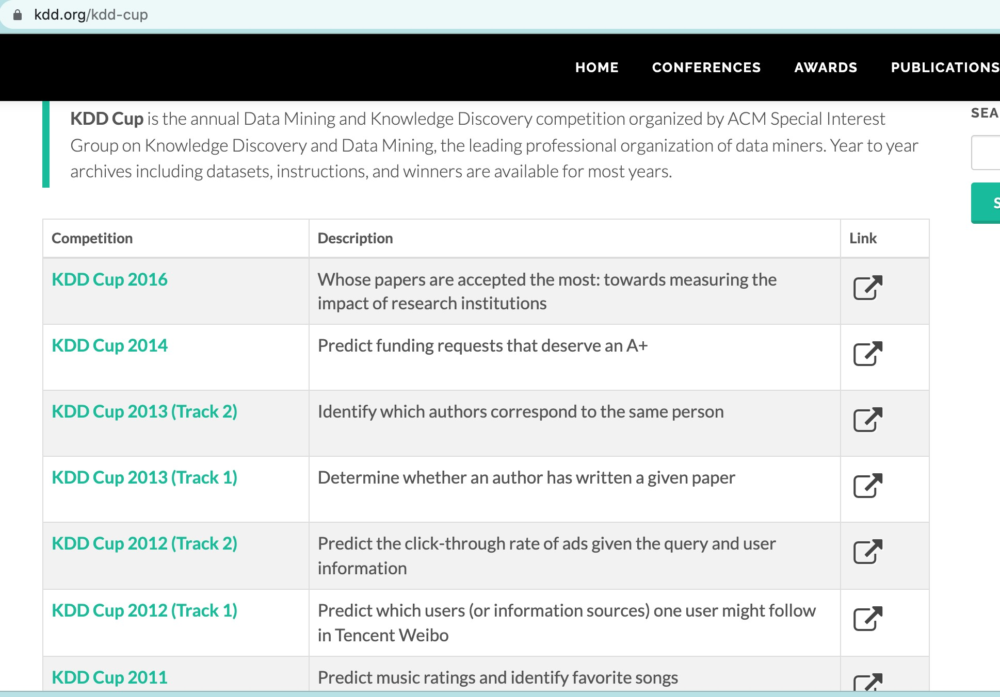 kdd.org/kdd-cup
HOME CONFERENCES AWARDS PUBLICATIONS
KDD Cup is the annual Data Mining and Knowledge Discovery competition organized by ACM Special Interest
Group on Knowledge Discovery and Data Mining, the leading professional organization of data miners. Year to year
archives including datasets, instructions, and winners are available for most years.
SEA
S
Competition Description Link
KDD Cup 2016 Whose papers are accepted the most: towards measuring the
impact of research institutions
KDD Cup 2014 Predict funding requests that deserve an A+
KDD Cup 2013 (Track 2) Identify which authors correspond to the same person
KDD Cup 2013 (Track 1) Determine whether an author has written a given paper
KDD Cup 2012 (Track 2) Predict the click-through rate of ads given the query and user
information
KDD Cup 2012 (Track 1) Predict which users (or information sources) one user might follow
in Tencent Weibo
KDD Cup 2011 Predict music ratings and identify favorite songs